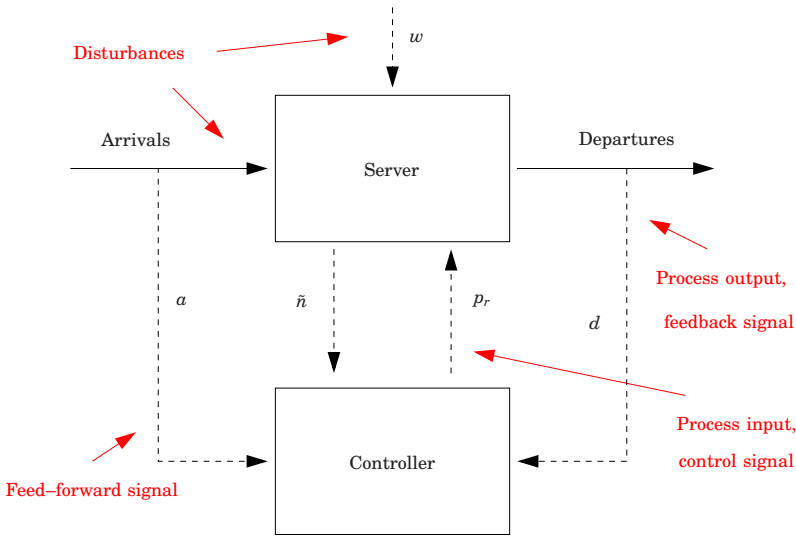 w
Disturbances
Arrivals
Departures
Server
Process output,
feedback signal
a
ñ
p_r
d
Process input,
control signal
Controller
Feed–forward signal